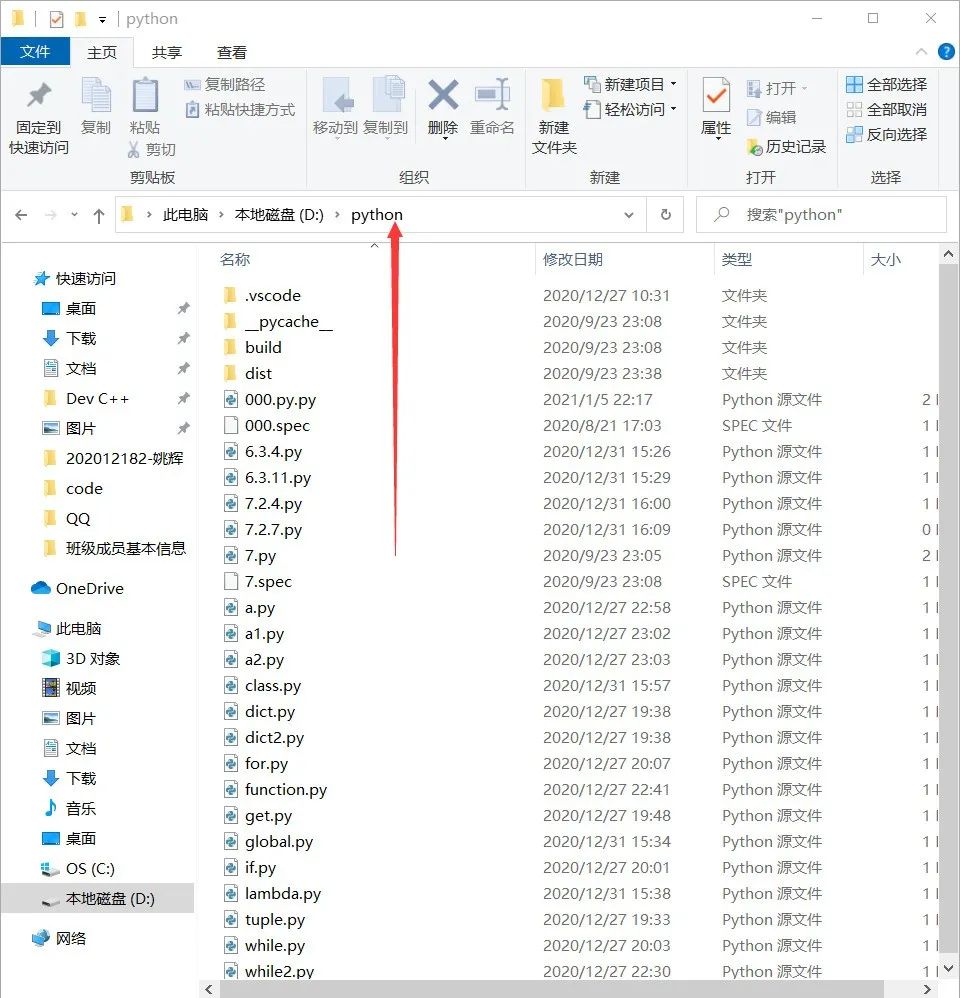 python
文件 主页 共享 查看
固定到快速访问
复制
粘贴
复制路径
粘贴快捷方式
剪切
剪贴板
移动到
复制到
删除
重命名
组织
新建文件夹
新建项目
轻松访问
新建
属性
打开
编辑
历史记录
打开
全部选择
全部取消
反向选择
选择
此电脑 › 本地磁盘 (D:) › python
搜索"python"
快速访问
桌面
下载
文档
Dev C++
图片
202012182-姚辉
code
QQ
班级成员基本信息
OneDrive
此电脑
3D 对象
视频
图片
文档
下载
音乐
桌面
OS (C:)
本地磁盘 (D:)
网络
名称 修改日期 类型 大小
.vscode 2020/12/27 10:31 文件夹
__pycache__ 2020/9/23 23:08 文件夹
build 2020/9/23 23:08 文件夹
dist 2020/9/23 23:38 文件夹
000.py.py 2021/1/5 22:17 Python 源文件 2
000.spec 2020/8/21 17:03 SPEC 文件 1
6.3.4.py 2020/12/31 15:26 Python 源文件 1
6.3.11.py 2020/12/31 15:29 Python 源文件 1
7.2.4.py 2020/12/31 16:00 Python 源文件 1
7.2.7.py 2020/12/31 16:09 Python 源文件 0
7.py 2020/9/23 23:05 Python 源文件 2
7.spec 2020/9/23 23:08 SPEC 文件 1
a.py 2020/12/27 22:58 Python 源文件 1
a1.py 2020/12/27 23:02 Python 源文件 1
a2.py 2020/12/27 23:03 Python 源文件 1
class.py 2020/12/31 15:57 Python 源文件 1
dict.py 2020/12/27 19:38 Python 源文件 1
dict2.py 2020/12/27 19:38 Python 源文件 1
for.py 2020/12/27 20:07 Python 源文件 1
function.py 2020/12/27 22:41 Python 源文件 1
get.py 2020/12/27 19:48 Python 源文件 1
global.py 2020/12/31 15:34 Python 源文件 1
if.py 2020/12/27 20:01 Python 源文件 1
lambda.py 2020/12/31 15:38 Python 源文件 1
tuple.py 2020/12/27 19:33 Python 源文件 1
while.py 2020/12/27 20:03 Python 源文件 1
while2.py 2020/12/27 22:30 Python 源文件 1